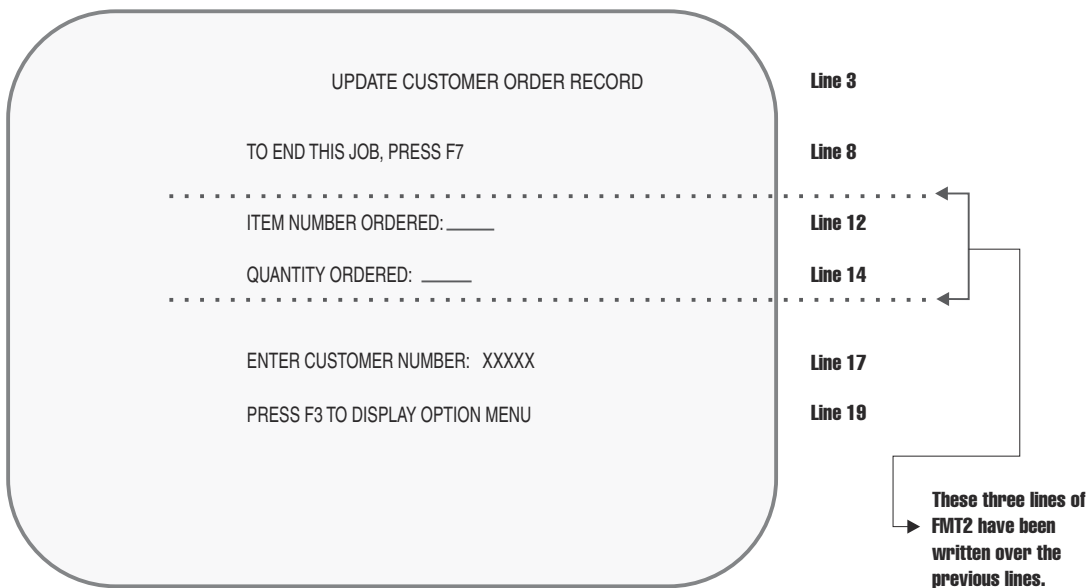 UPDATE CUSTOMER ORDER RECORD Line 3
TO END THIS JOB, PRESS F7 Line 8
ITEM NUMBER ORDERED: Line 12
QUANTITY ORDERED: Line 14
ENTER CUSTOMER NUMBER: XXXXX Line 17
PRESS F3 TO DISPLAY OPTION MENU Line 19
These three lines of
FMT2 have been
written over the
previous lines.